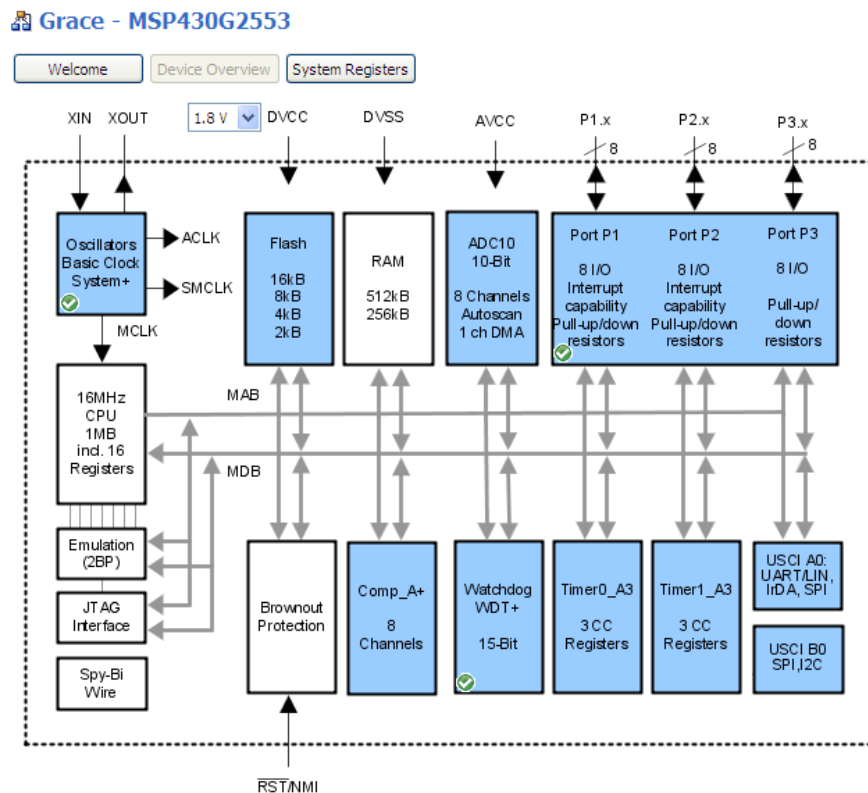 Grace - MSP430G2553
Welcome
Device Overview
System Registers
XIN
XOUT
1.8 V
DVCC
DVSS
AVCC
P1.x
P2.x
P3.x
8
8
8
Oscillators
Basic Clock
System+
ACLK
SMCLK
MCLK
Flash
16kB
8kB
4kB
2kB
RAM
512kB
256kB
ADC10
10-Bit
8 Channels
Autoscan
1 ch DMA
Port P1
8 I/O
Interrupt
capability
Pull-up/down
resistors
Port P2
8 I/O
Interrupt
capability
Pull-up/down
resistors
Port P3
8 I/O
Pull-up/
down
resistors
16MHz
CPU
1MB
incl. 16
Registers
MAB
MDB
Emulation
(2BP)
JTAG
Interface
Spy-Bi
Wire
Brownout
Protection
Comp_A+
8
Channels
Watchdog
WDT+
15-Bit
Timer0_A3
3 CC
Registers
Timer1_A3
3 CC
Registers
USCI A0:
UART/LIN,
IrDA, SPI
USCI B0
SPI,I2C
RST/NMI